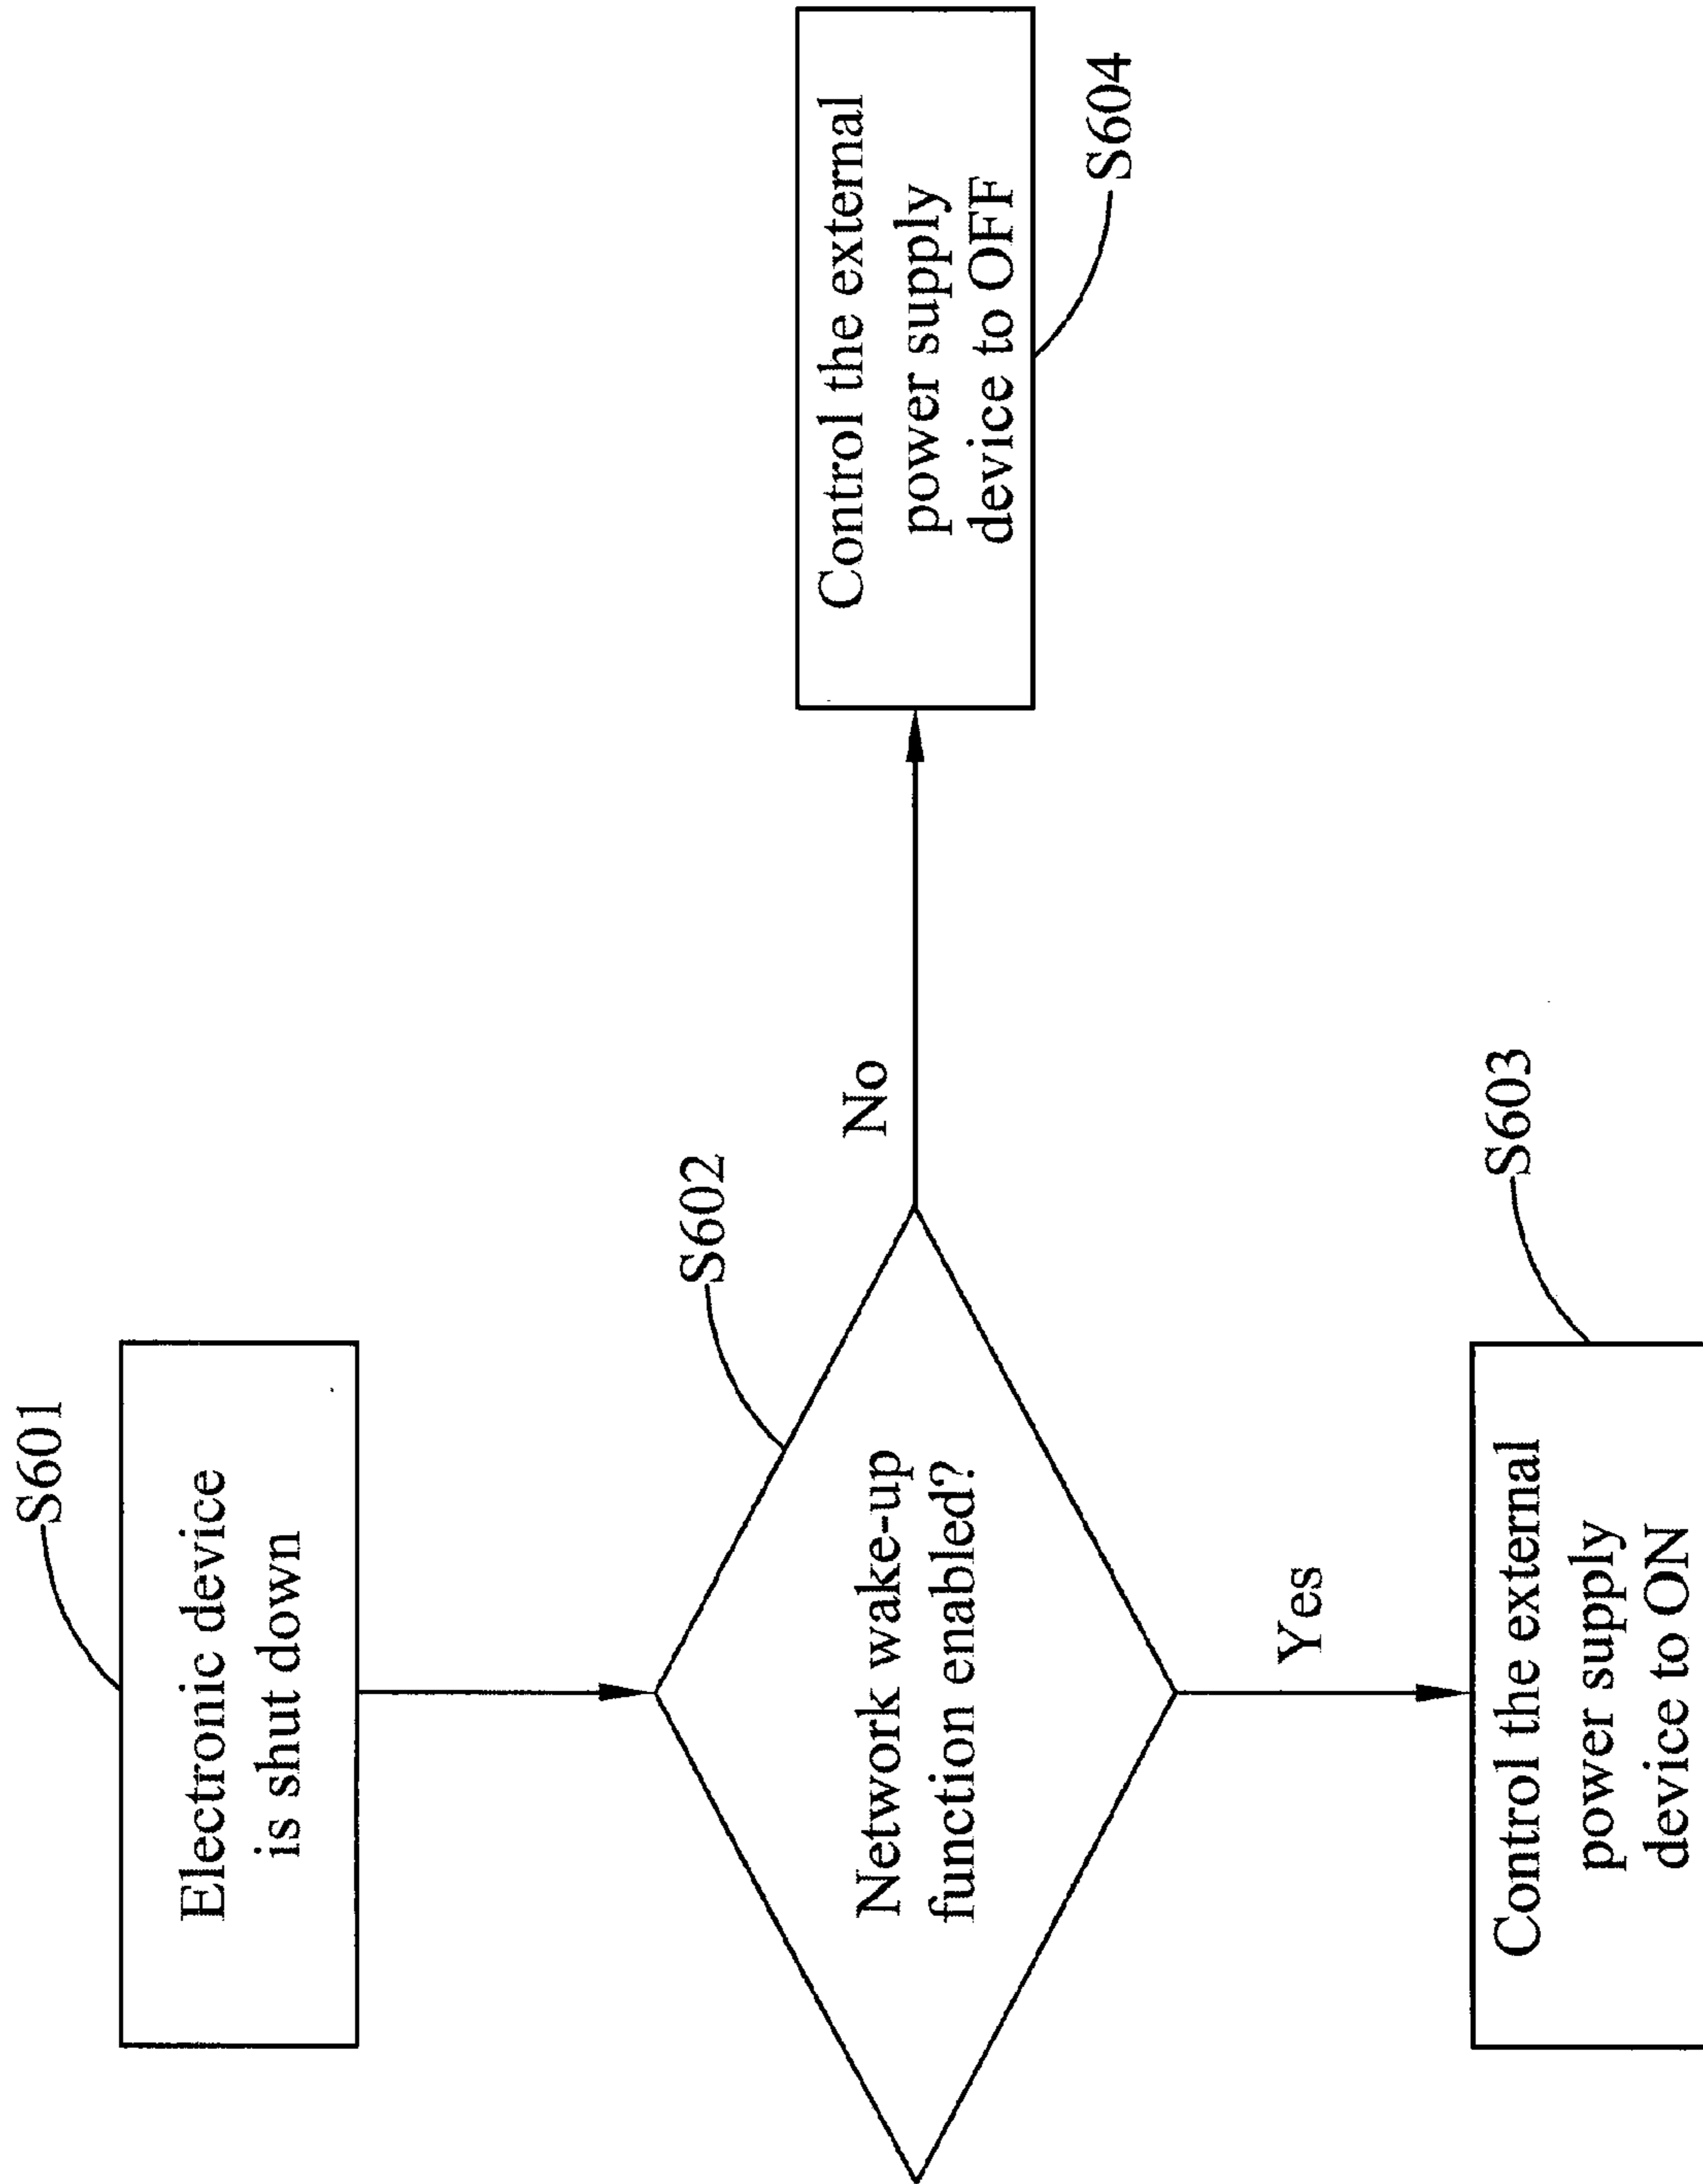 S601
Electronic device
is shut down
S602
Network wake-up
function enabled?
No
Control the external
power supply
device to OFF
S604
Yes
S603
Control the external
power supply
device to ON